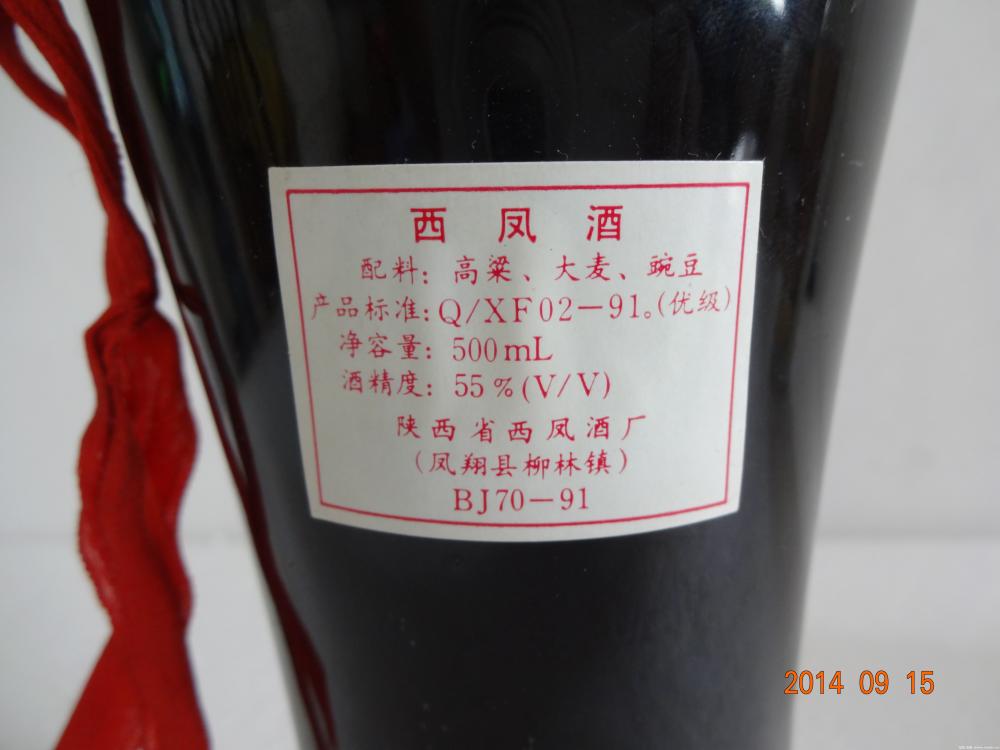 西凤酒
配料：高粱、大麦、豌豆
产品标准：Q/XF02－91。（优级）
净容量：500mL
酒精度：55％(V/V)
陕西省西凤酒厂
（凤翔县柳林镇）
BJ70－91
2014 09 15